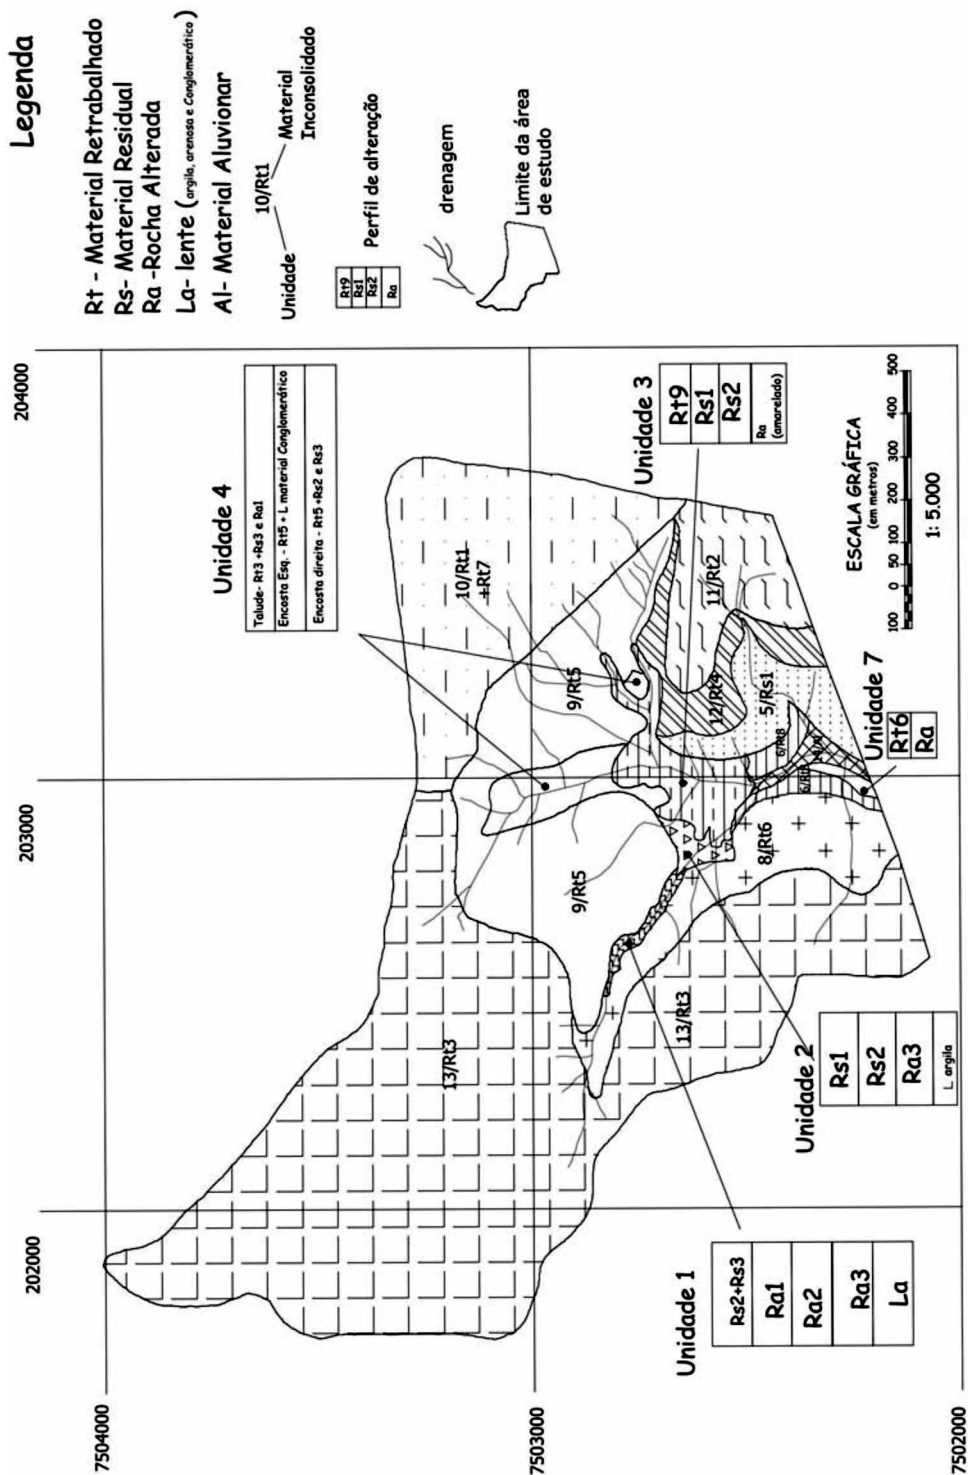 Legenda
Rt - Material Retrabalhado
Rs- Material Residual
Ra -Rocha Alterada
La- lente (argila, arenosa e Conglomerático)
Al- Material Aluvionar
10/Rt1
Unidade
Material
Inconsolidado
Rt9
Rs1
Rs2
Ra
Perfil de alteração
drenagem
Limite da área
de estudo
202000
203000
204000
7504000
7503000
7502000
Unidade 4
Talude- Rt3 +Rs3 e Ra1
Encosta Esq. - Rt5 + L material Conglomerático
Encosta direita - Rt5 +Rs2 e Rs3
10/Rt1
+Rt7
9/Rt5
9/Rt5
13/Rt3
13/Rt3
11/Rt2
12/Rt4
5/Rs1
6/Rt8
8/Rt6
Unidade 3
Rt9
Rs1
Rs2
Ra
(amarelado)
Unidade 7
Rt6
Ra
Unidade 2
Rs1
Rs2
Ra3
L. argila
Unidade 1
Rs2+Rs3
Ra1
Ra2
Ra3
La
ESCALA GRÁFICA
(em metros)
100 50 0 100 200 300 400 500
1: 5.000